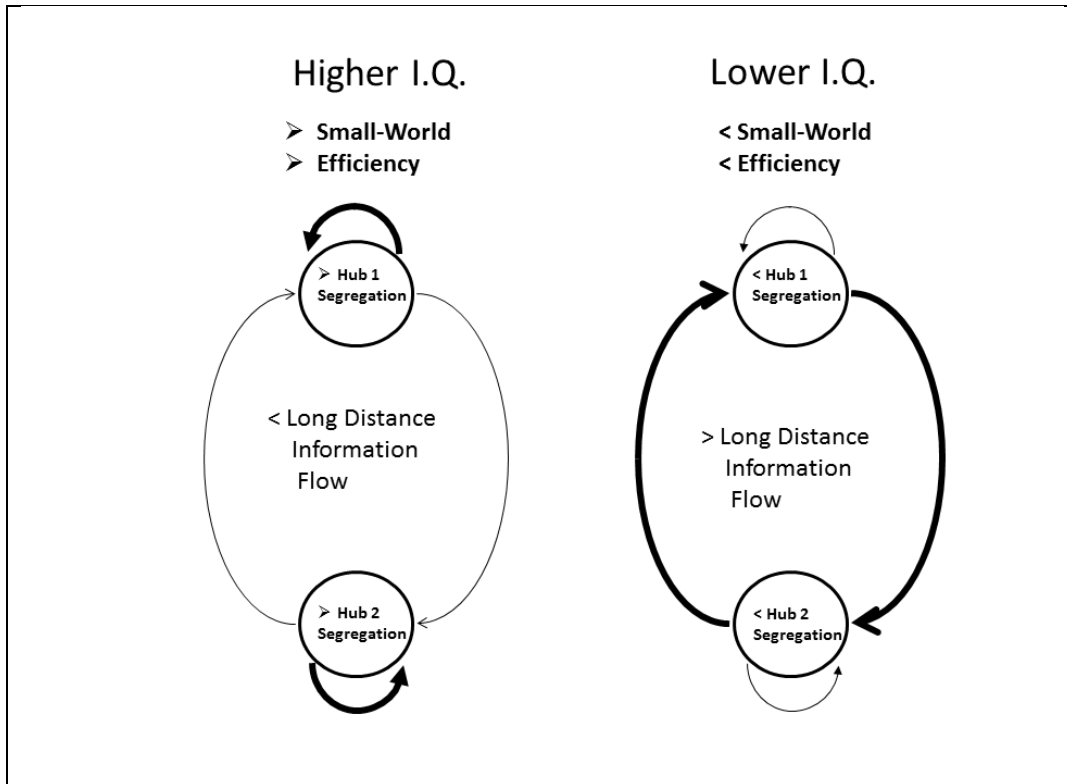 Higher I.Q.
➢ Small-World
➢ Efficiency
➢ Hub 1
Segregation
< Long Distance
Information
Flow
➢ Hub 2
Segregation
Lower I.Q.
< Small-World
< Efficiency
< Hub 1
Segregation
> Long Distance
Information
Flow
< Hub 2
Segregation